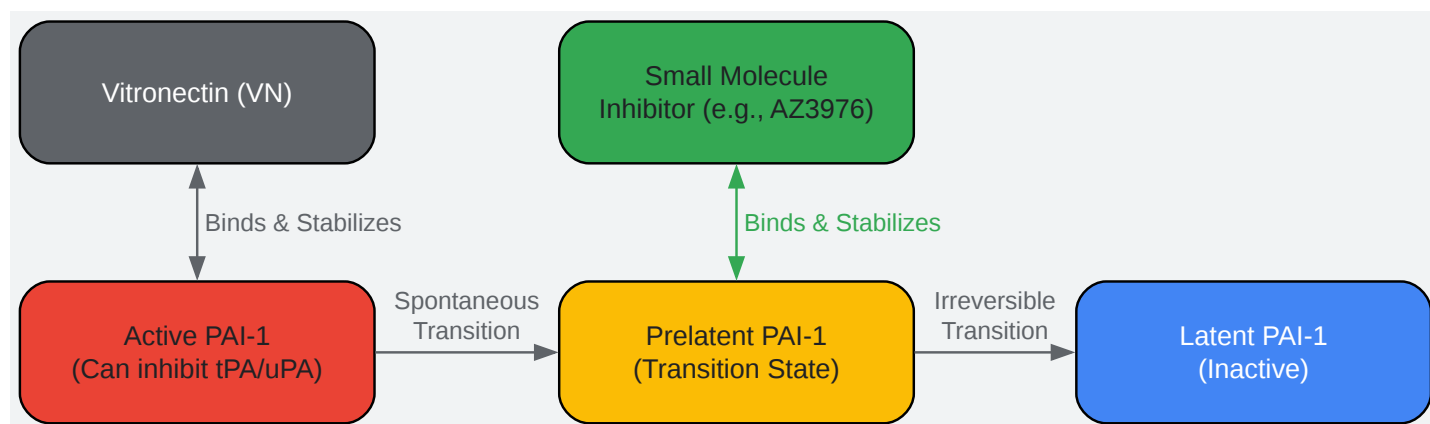 Vitronectin (VN)
Small Molecule
Inhibitor (e.g., AZ3976)
Binds & Stabilizes
Binds & Stabilizes
Active PAI-1
(Can inhibit tPA/uPA)
Spontaneous
Transition
Prelatent PAI-1
(Transition State)
Irreversible
Transition
Latent PAI-1
(Inactive)